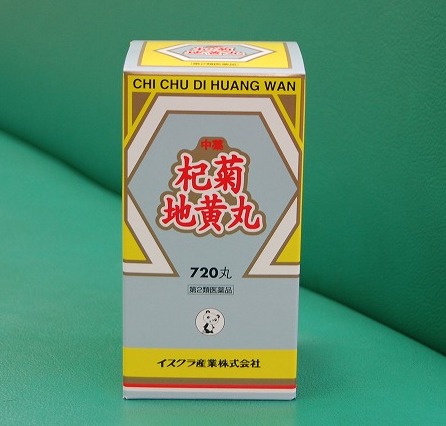 CHI CHU DI HUANG WAN
中薬
杞菊
地黄丸
720丸
第2類医薬品
イスクラ産業株式会社